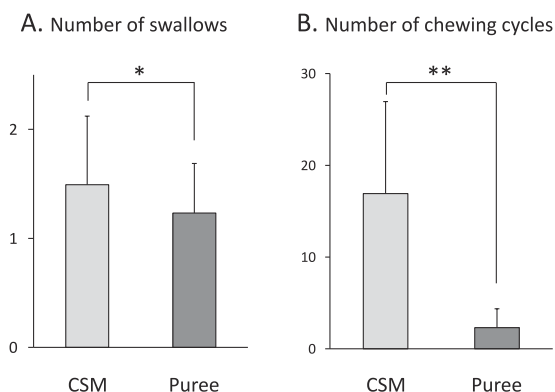 A. Number of swallows
*
2
1
0
CSM Puree
B. Number of chewing cycles
**
30
20
10
0
CSM Puree